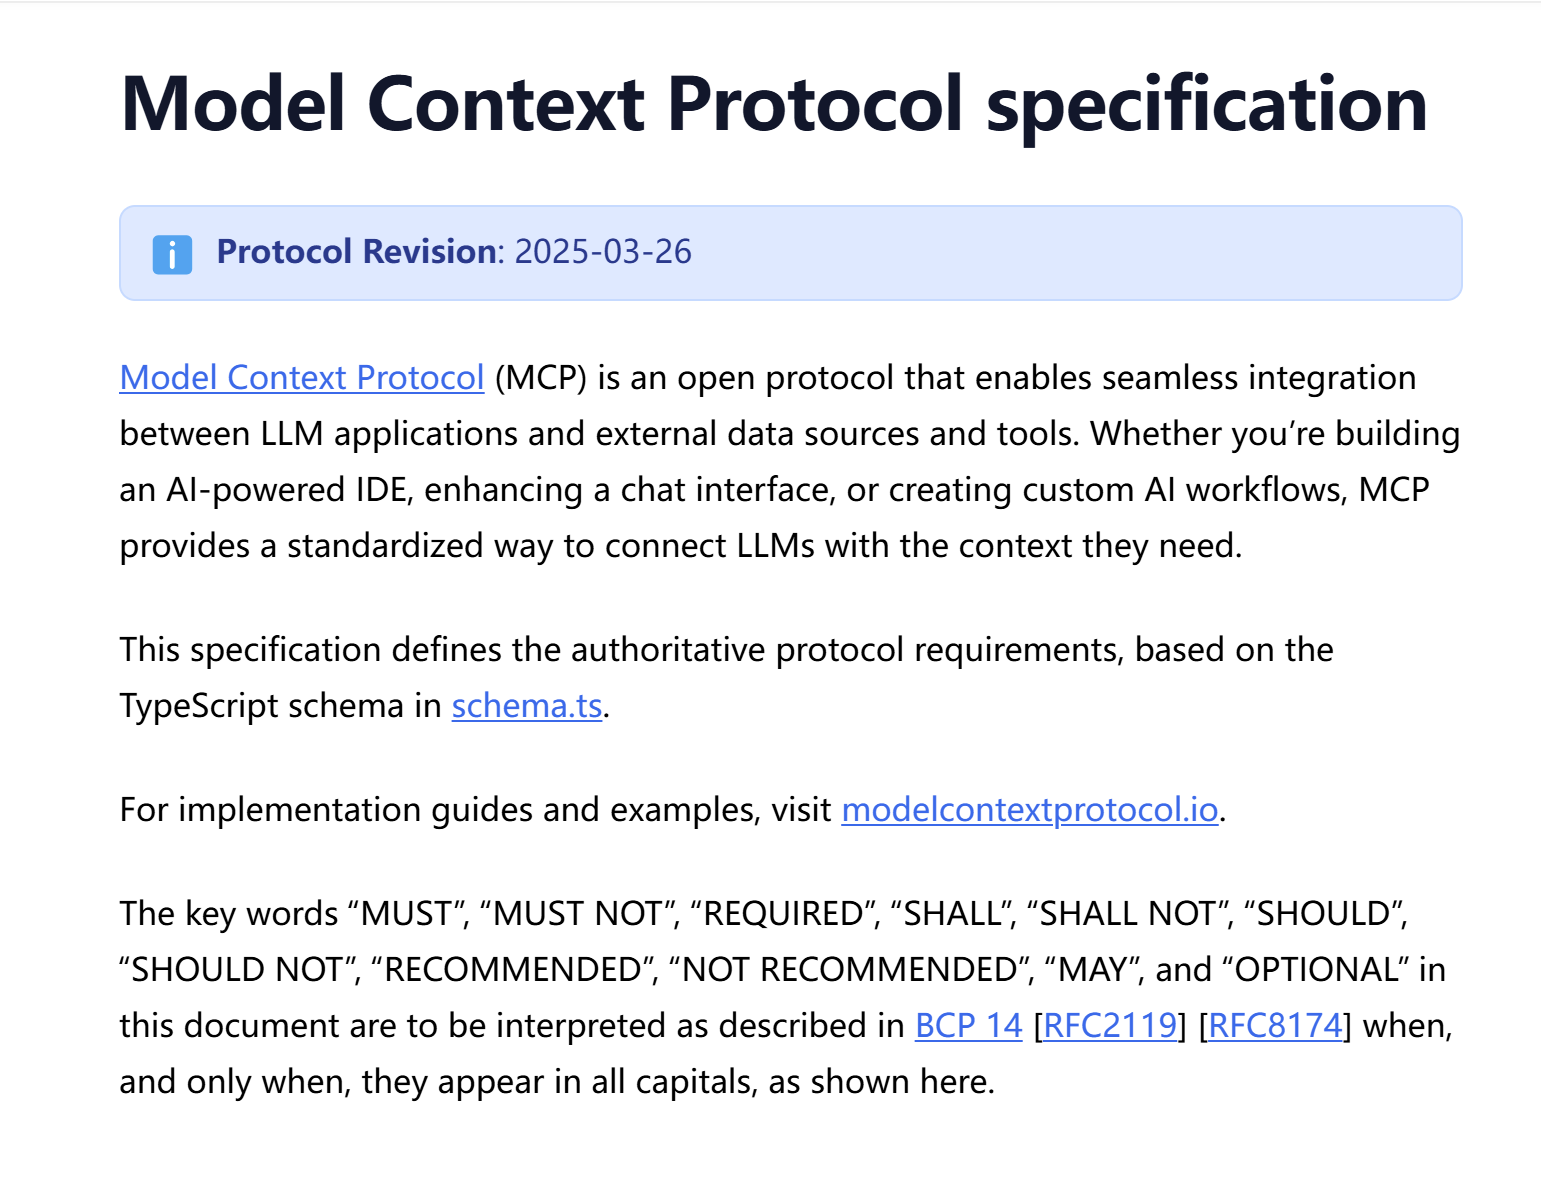 Model Context Protocol specification
Protocol Revision: 2025-03-26
Model Context Protocol (MCP) is an open protocol that enables seamless integration
between LLM applications and external data sources and tools. Whether you’re building
an AI-powered IDE, enhancing a chat interface, or creating custom AI workflows, MCP
provides a standardized way to connect LLMs with the context they need.
This specification defines the authoritative protocol requirements, based on the
TypeScript schema in schema.ts.
For implementation guides and examples, visit modelcontextprotocol.io.
The key words “MUST”, “MUST NOT”, “REQUIRED”, “SHALL”, “SHALL NOT”, “SHOULD”,
“SHOULD NOT”, “RECOMMENDED”, “NOT RECOMMENDED”, “MAY”, and “OPTIONAL” in
this document are to be interpreted as described in BCP 14 [RFC2119] [RFC8174] when,
and only when, they appear in all capitals, as shown here.